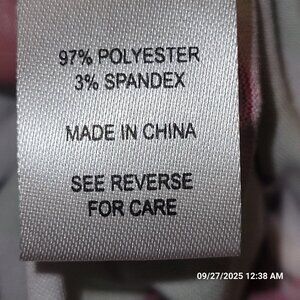 97% POLYESTER
3% SPANDEX
MADE IN CHINA
SEE REVERSE
FOR CARE
09/27/2025 12:38 AM